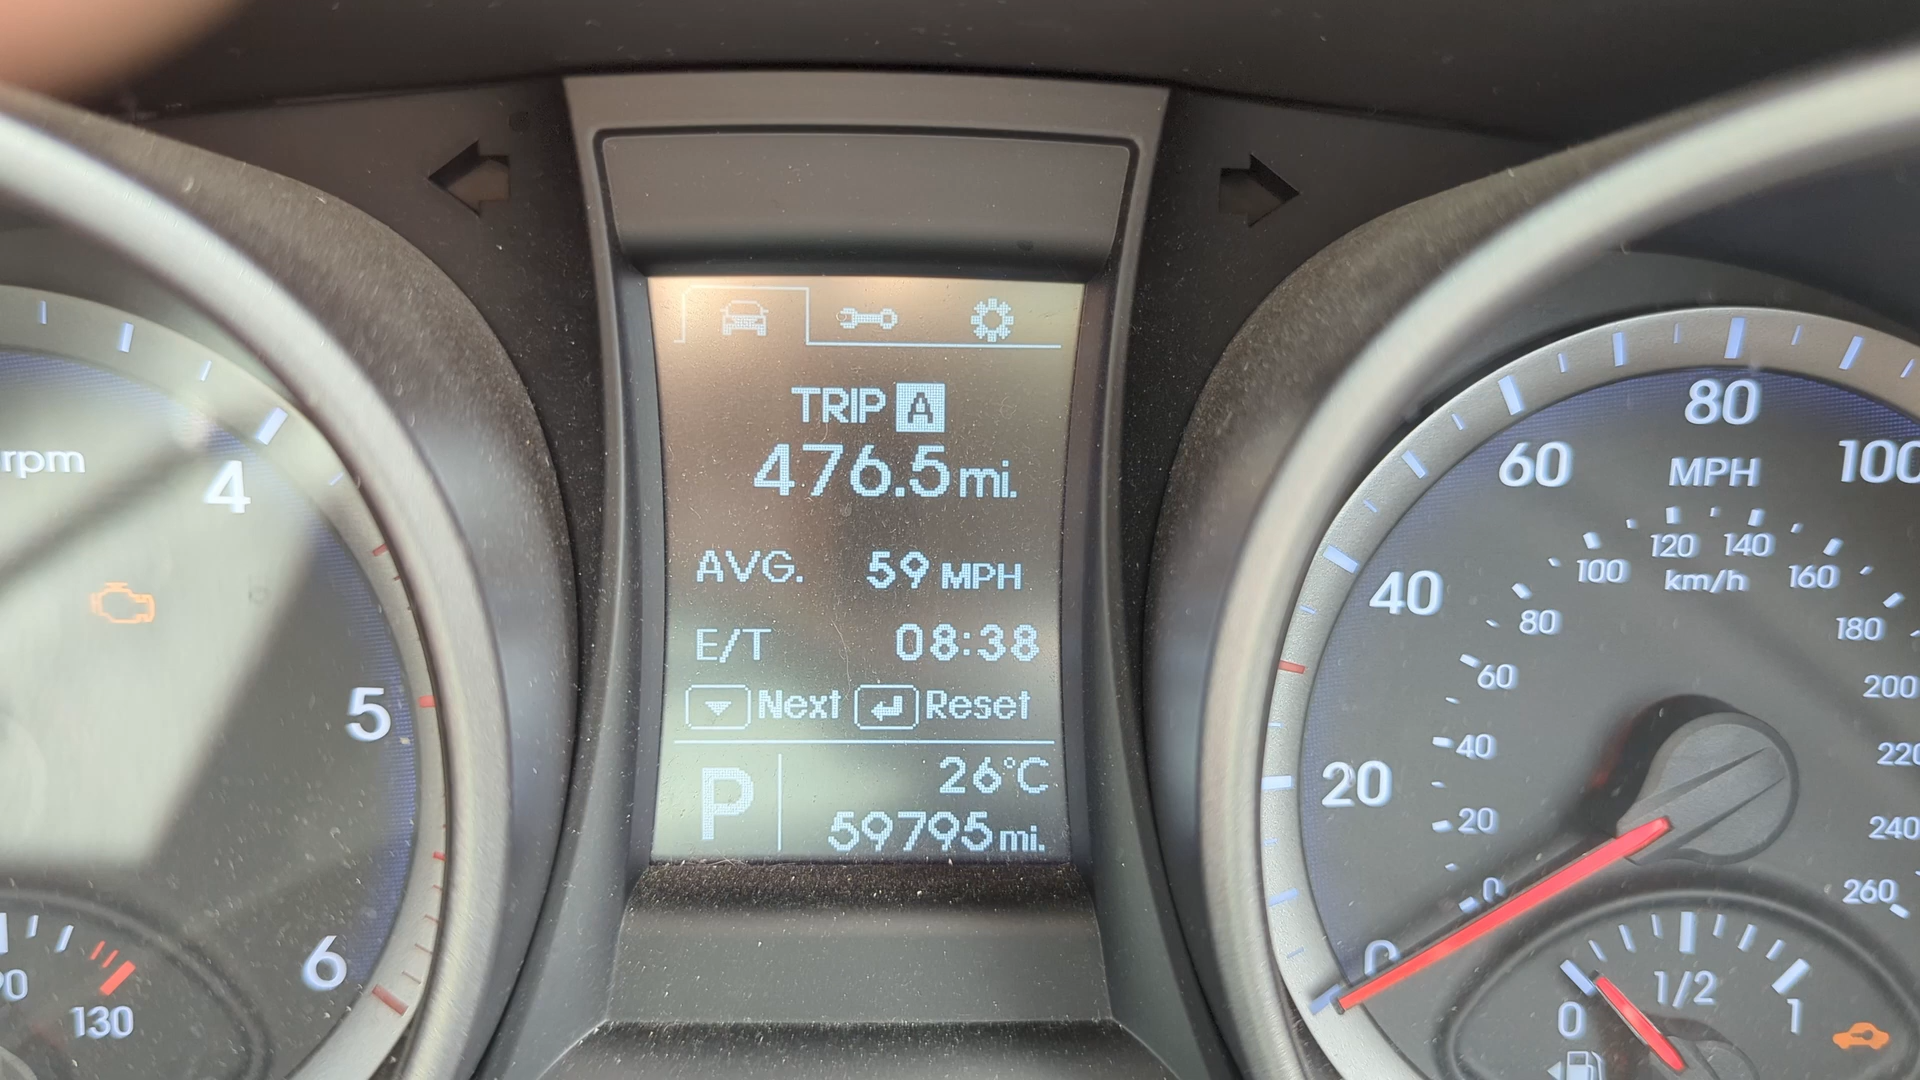 TRIP A
476.5 mi.
AVG. 59 MPH
E/T 08:38
Next Reset
P 26°C
59795 mi.
rpm
4
5
6
130
0
20
40
60
80
100
MPH
km/h
0
20
40
60
80
100
120
140
160
180
200
220
240
260
0
1/2
1